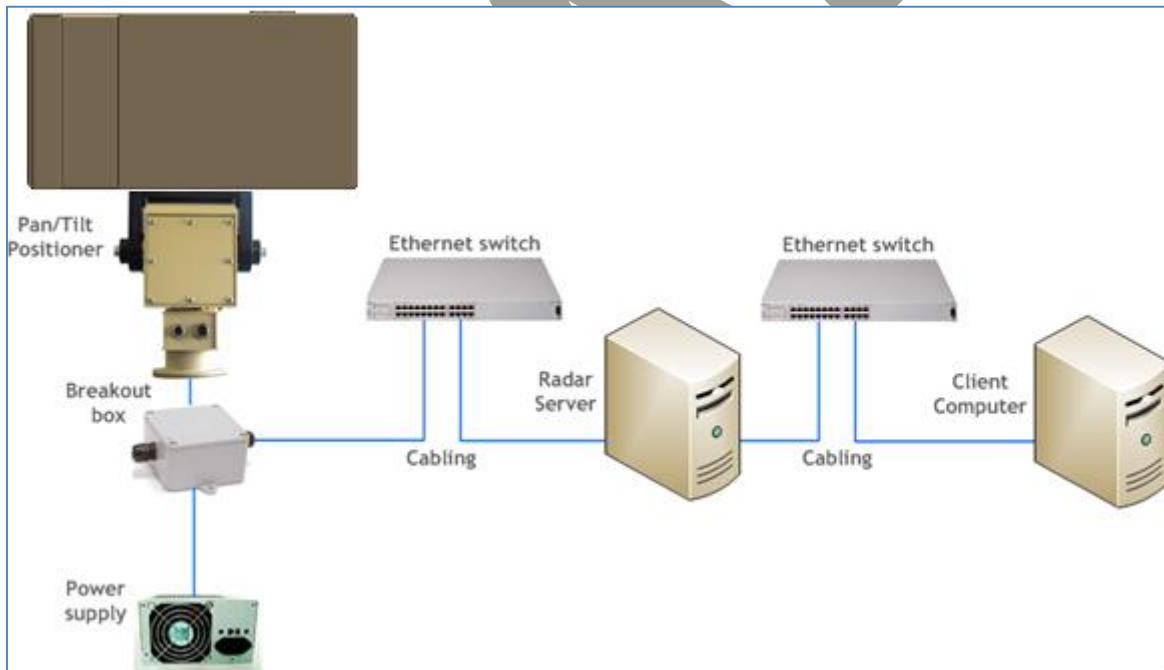 Pan/Tilt
Positioner
Ethernet switch
Ethernet switch
Breakout
box
Radar
Server
Client
Computer
Cabling
Cabling
Power
supply